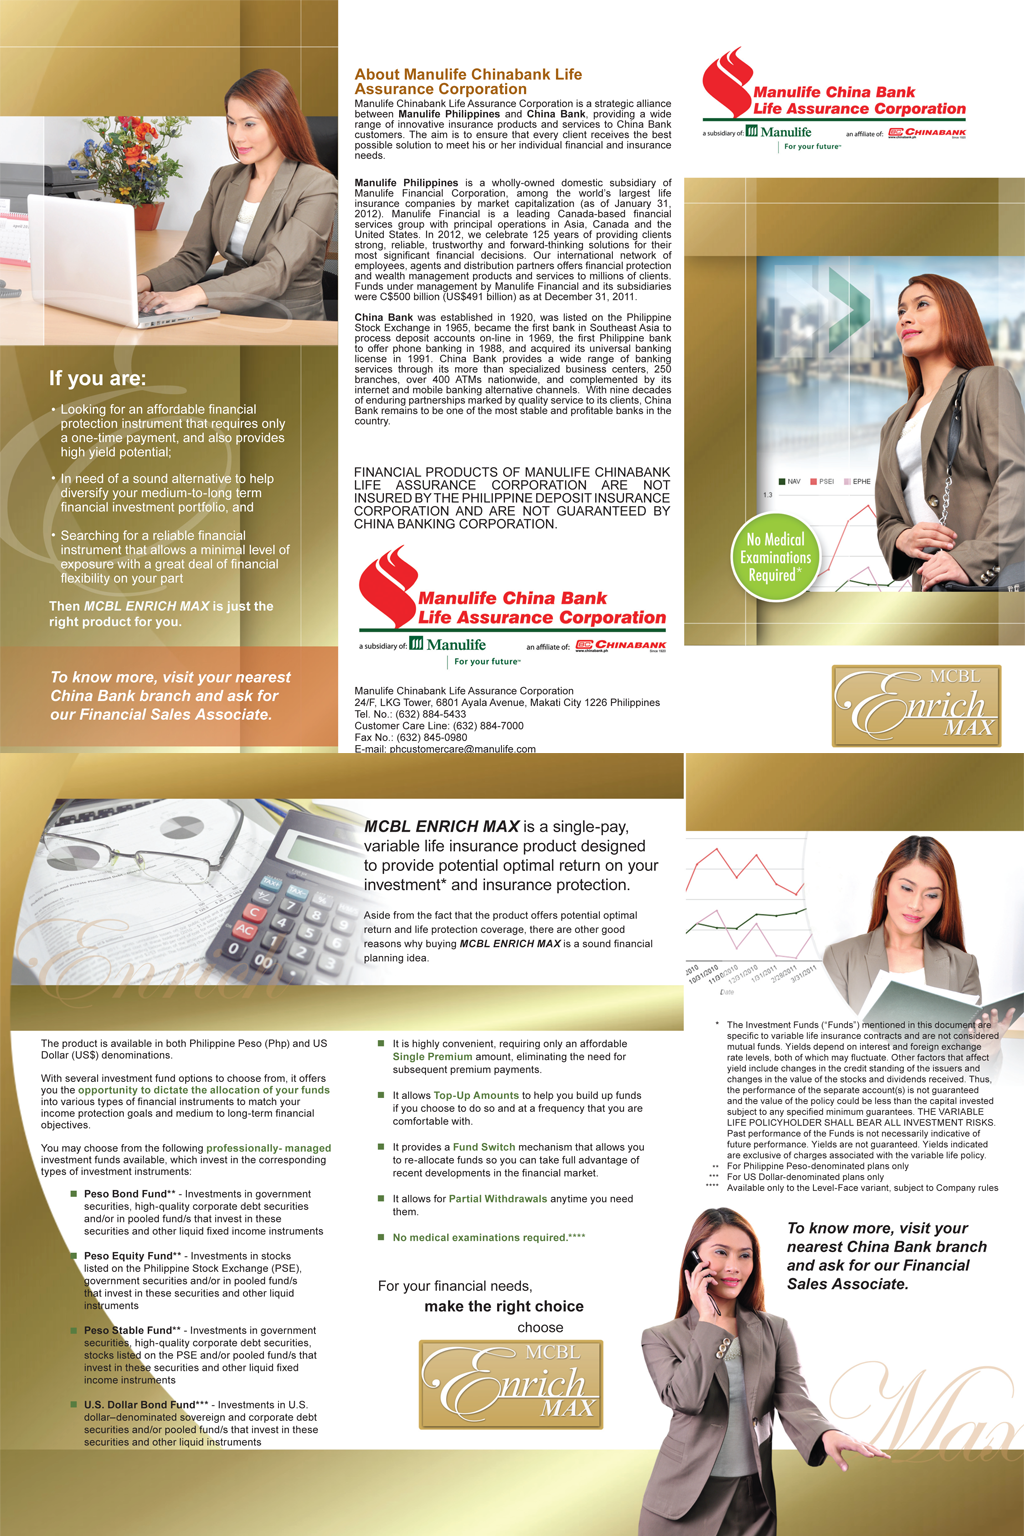 If you are:
• Looking for an affordable financial
protection instrument that requires only
a one-time payment, and also provides
high yield potential;
• In need of a sound alternative to help
diversify your medium-to-long term
financial investment portfolio, and
• Searching for a reliable financial
instrument that allows a minimal level of
exposure with a great deal of financial
flexibility on your part
Then MCBL ENRICH MAX is just the
right product for you.
To know more, visit your nearest
China Bank branch and ask for
our Financial Sales Associate.
About Manulife Chinabank Life
Assurance Corporation
Manulife Chinabank Life Assurance Corporation is a strategic alliance
between Manulife Philippines and China Bank, providing a wide
range of innovative insurance products and services to China Bank
customers. The aim is to ensure that every client receives the best
possible solution to meet his or her individual financial and insurance
needs.
Manulife Philippines is a wholly-owned domestic subsidiary of
Manulife Financial Corporation, among the world's largest life
insurance companies by market capitalization (as of January 31,
2012). Manulife Financial is a leading Canada-based financial
services group with principal operations in Asia, Canada and the
United States. In 2012, we celebrate 125 years of providing clients
strong, reliable, trustworthy and forward-thinking solutions for their
most significant financial decisions. Our international network of
employees, agents and distribution partners offers financial protection
and wealth management products and services to millions of clients.
Funds under management by Manulife Financial and its subsidiaries
were C$500 billion (US$491 billion) as at December 31, 2011.
China Bank was established in 1920, was listed on the Philippine
Stock Exchange in 1965, became the first bank in Southeast Asia to
process deposit accounts on-line in 1969, the first Philippine bank
to offer phone banking in 1988, and acquired its universal banking
license in 1991. China Bank provides a wide range of banking
services through its more than specialized business centers, 250
branches, over 400 ATMs nationwide, and complemented by its
internet and mobile banking alternative channels. With nine decades
of enduring partnerships marked by quality service to its clients, China
Bank remains to be one of the most stable and profitable banks in the
country.
FINANCIAL PRODUCTS OF MANULIFE CHINABANK
LIFE ASSURANCE CORPORATION ARE NOT
INSURED BY THE PHILIPPINE DEPOSIT INSURANCE
CORPORATION AND ARE NOT GUARANTEED BY
CHINA BANKING CORPORATION.
Manulife China Bank
Life Assurance Corporation
a subsidiary of: Manulife an affiliate of: CHINABANK
www.chinabank.ph Since 1920
For your future™
Manulife Chinabank Life Assurance Corporation
24/F, LKG Tower, 6801 Ayala Avenue, Makati City 1226 Philippines
Tel. No.: (632) 884-5433
Customer Care Line: (632) 884-7000
Fax No.: (632) 845-0980
E-mail: phcustomercare@manulife.com
Manulife China Bank
Life Assurance Corporation
a subsidiary of: Manulife an affiliate of: CHINABANK
www.chinabank.ph Since 1920
For your future™
NAV PSEI EPHE
1.3
No Medical
Examinations
Required*
MCBL
Enrich
MAX
MCBL ENRICH MAX is a single-pay,
variable life insurance product designed
to provide potential optimal return on your
investment* and insurance protection.
Aside from the fact that the product offers potential optimal
return and life protection coverage, there are other good
reasons why buying MCBL ENRICH MAX is a sound financial
planning idea.
Enrich
The product is available in both Philippine Peso (Php) and US
Dollar (US$) denominations.
With several investment fund options to choose from, it offers
you the opportunity to dictate the allocation of your funds
into various types of financial instruments to match your
income protection goals and medium to long-term financial
objectives.
You may choose from the following professionally- managed
investment funds available, which invest in the corresponding
types of investment instruments:
Peso Bond Fund** - Investments in government
securities, high-quality corporate debt securities
and/or in pooled fund/s that invest in these
securities and other liquid fixed income instruments
Peso Equity Fund** - Investments in stocks
listed on the Philippine Stock Exchange (PSE),
government securities and/or in pooled fund/s
that invest in these securities and other liquid
instruments
Peso Stable Fund** - Investments in government
securities, high-quality corporate debt securities,
stocks listed on the PSE and/or pooled fund/s that
invest in these securities and other liquid fixed
income instruments
U.S. Dollar Bond Fund*** - Investments in U.S.
dollar–denominated sovereign and corporate debt
securities and/or pooled fund/s that invest in these
securities and other liquid instruments
It is highly convenient, requiring only an affordable
Single Premium amount, eliminating the need for
subsequent premium payments.
It allows Top-Up Amounts to help you build up funds
if you choose to do so and at a frequency that you are
comfortable with.
It provides a Fund Switch mechanism that allows you
to re-allocate funds so you can take full advantage of
recent developments in the financial market.
It allows for Partial Withdrawals anytime you need
them.
No medical examinations required.****
For your financial needs,
make the right choice
choose
MCBL
Enrich
MAX
2010 10/31/2010 11/30/2010 12/31/2010 1/31/2011 2/28/2011 3/31/2011
Date
* The Investment Funds ("Funds") mentioned in this document are
specific to variable life insurance contracts and are not considered
mutual funds. Yields depend on interest and foreign exchange
rate levels, both of which may fluctuate. Other factors that affect
yield include changes in the credit standing of the issuers and
changes in the value of the stocks and dividends received. Thus,
the performance of the separate account(s) is not guaranteed
and the value of the policy could be less than the capital invested
subject to any specified minimum guarantees. THE VARIABLE
LIFE POLICYHOLDER SHALL BEAR ALL INVESTMENT RISKS.
Past performance of the Funds is not necessarily indicative of
future performance. Yields are not guaranteed. Yields indicated
are exclusive of charges associated with the variable life policy.
** For Philippine Peso-denominated plans only
*** For US Dollar-denominated plans only
**** Available only to the Level-Face variant, subject to Company rules
To know more, visit your
nearest China Bank branch
and ask for our Financial
Sales Associate.
Max